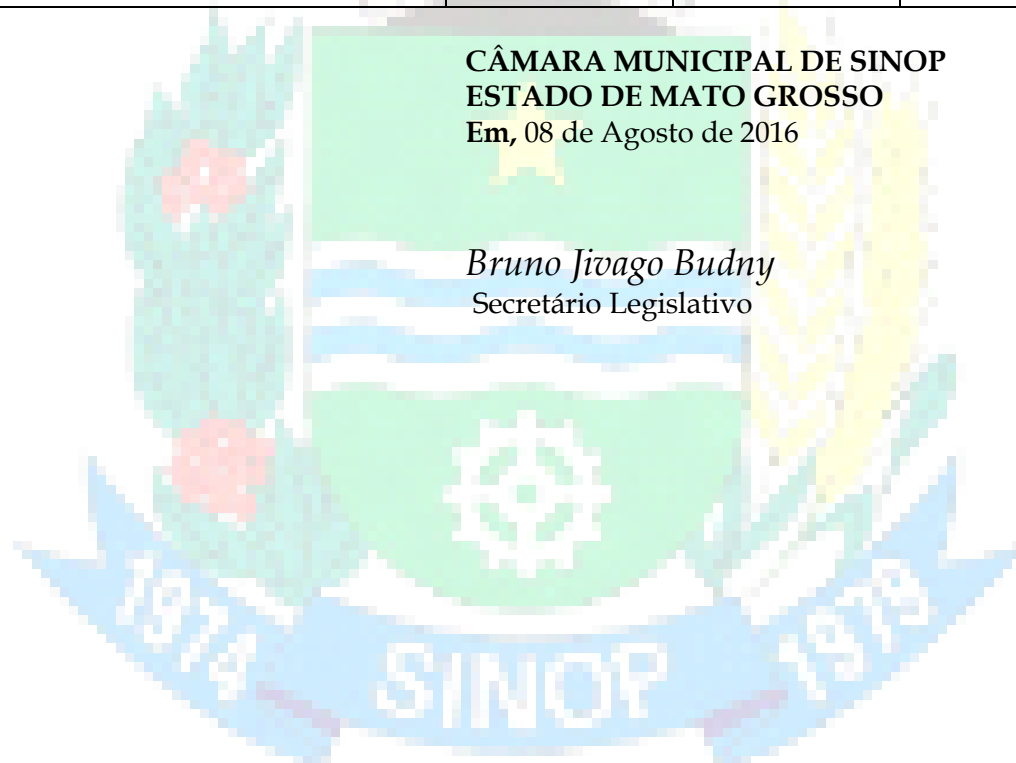 CÂMARA MUNICIPAL DE SINOP
ESTADO DE MATO GROSSO
Em, 08 de Agosto de 2016
Bruno Jivago Budny
Secretário Legislativo
1974 SINOP 1979